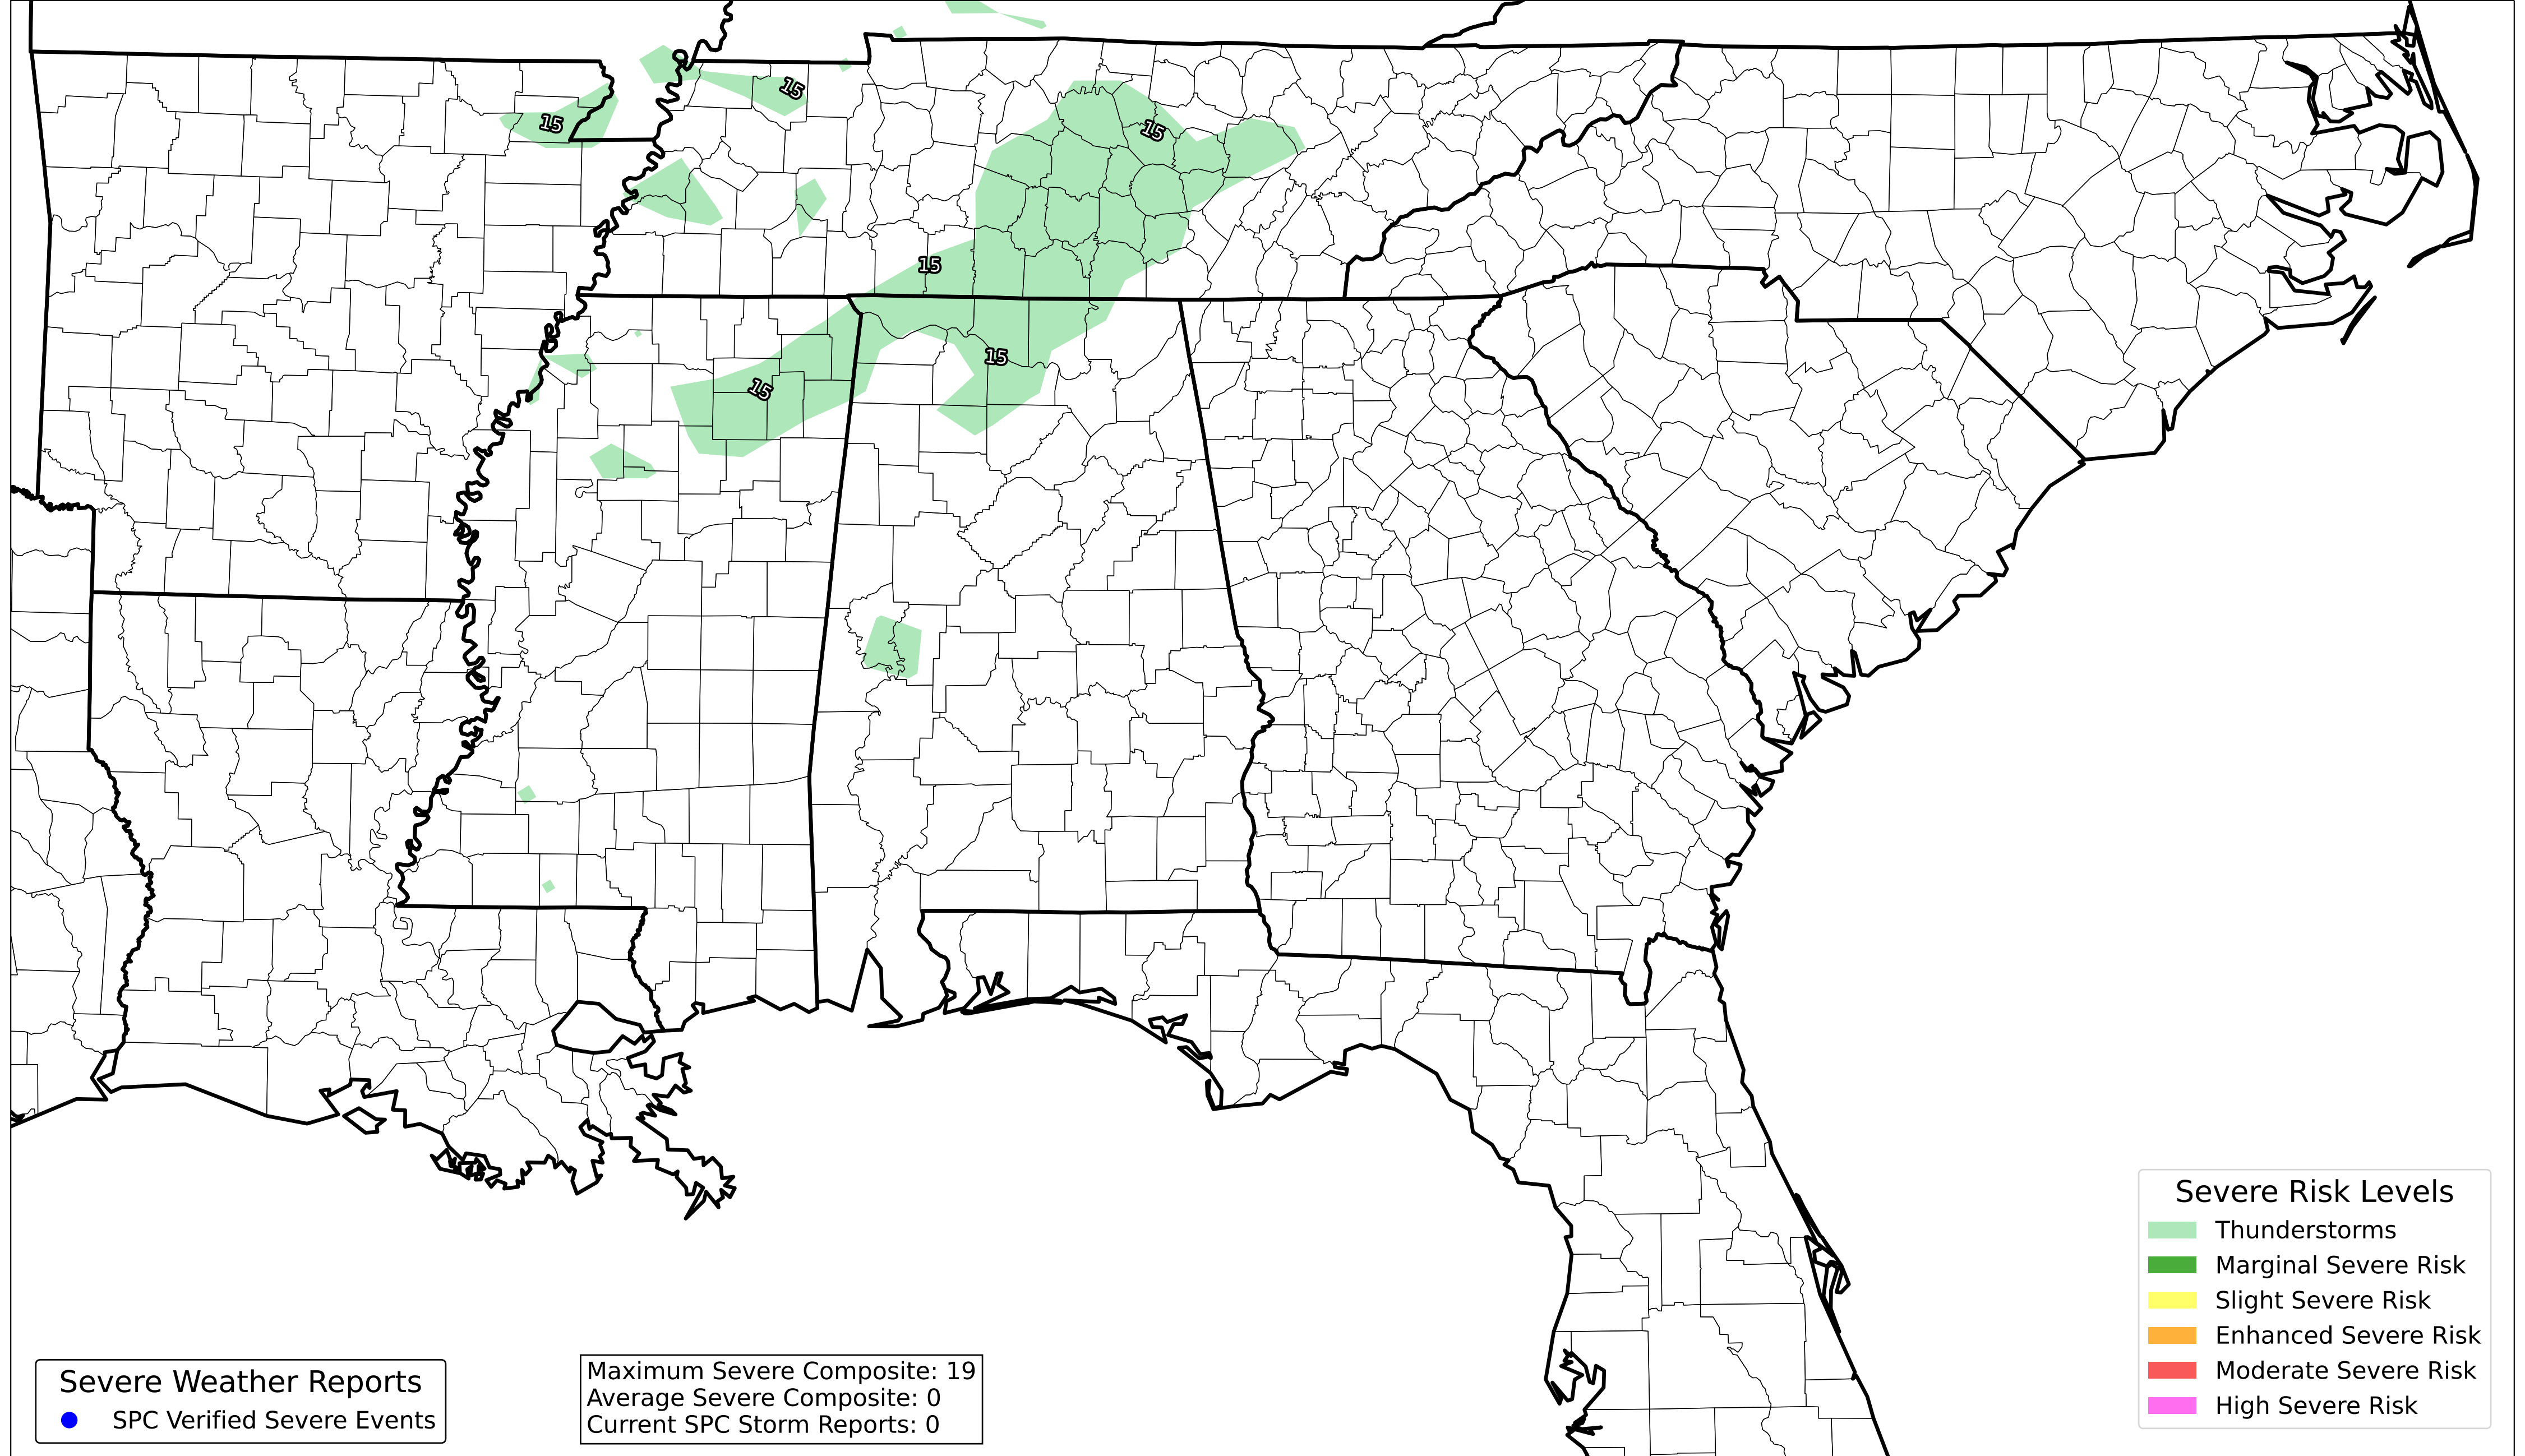 15
15
15
15
15
15
Severe Risk Levels
Thunderstorms
Marginal Severe Risk
Slight Severe Risk
Enhanced Severe Risk
Moderate Severe Risk
High Severe Risk
Severe Weather Reports
SPC Verified Severe Events
Maximum Severe Composite: 19
Average Severe Composite: 0
Current SPC Storm Reports: 0